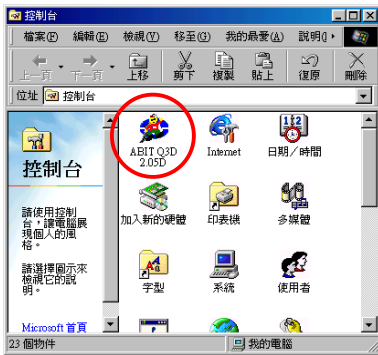 控制台
檔案(F) 編輯(E) 檢視(V) 移至(G) 我的最愛(A) 說明(
上一頁 下一頁 上移 剪下 複製 貼上 復原 刪除
位址 控制台
控制台
請使用控制
台，讓電腦展
現個人的風
格。
請選擇圖示來
檢視它的說
明。
Microsoft 首頁
ABIT Q3D
2.05D
Internet
日期／時間
加入新的硬體
印表機
多媒體
字型
系統
使用者
23 個物件
我的電腦